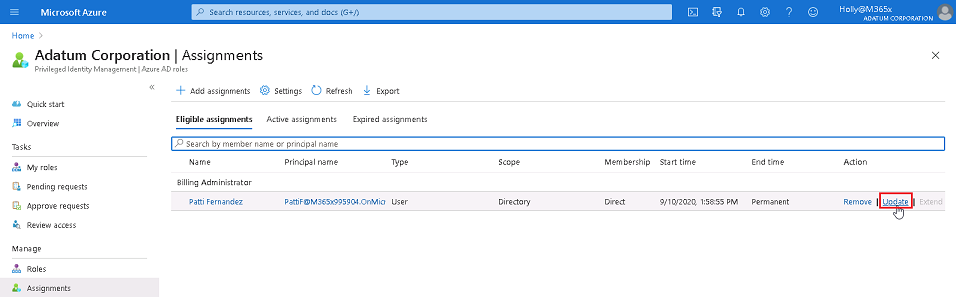 Microsoft Azure
Search resources, services, and docs (G+/)
Holly@M365x
ADATUM CORPORATION
Home >
Adatum Corporation | Assignments
Privileged Identity Management | Azure AD roles
«
Quick start
Overview
Tasks
My roles
Pending requests
Approve requests
Review access
Manage
Roles
Assignments
Add assignments Settings Refresh Export
Eligible assignments Active assignments Expired assignments
Search by member name or principal name
Name Principal name Type Scope Membership Start time End time Action
Billing Administrator
Patti Fernandez PattiF@M365x995904.OnMicr User Directory Direct 9/10/2020, 1:58:55 PM Permanent Remove | Update | Extend